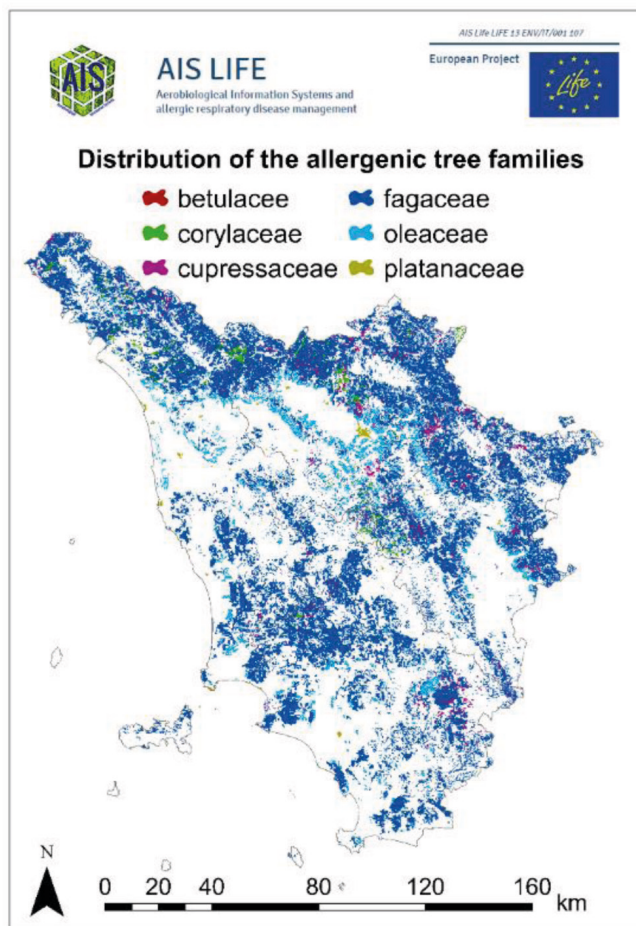 AIS Life LIFE 13 ENV/IT/001 107
European Project
AIS
AIS LIFE
Aerobiological Information Systems and
allergic respiratory disease management
Life
Distribution of the allergenic tree families
betulacee
fagaceae
corylaceae
oleaceae
cupressaceae
platanaceae
N
0 20 40 80 120 160
km